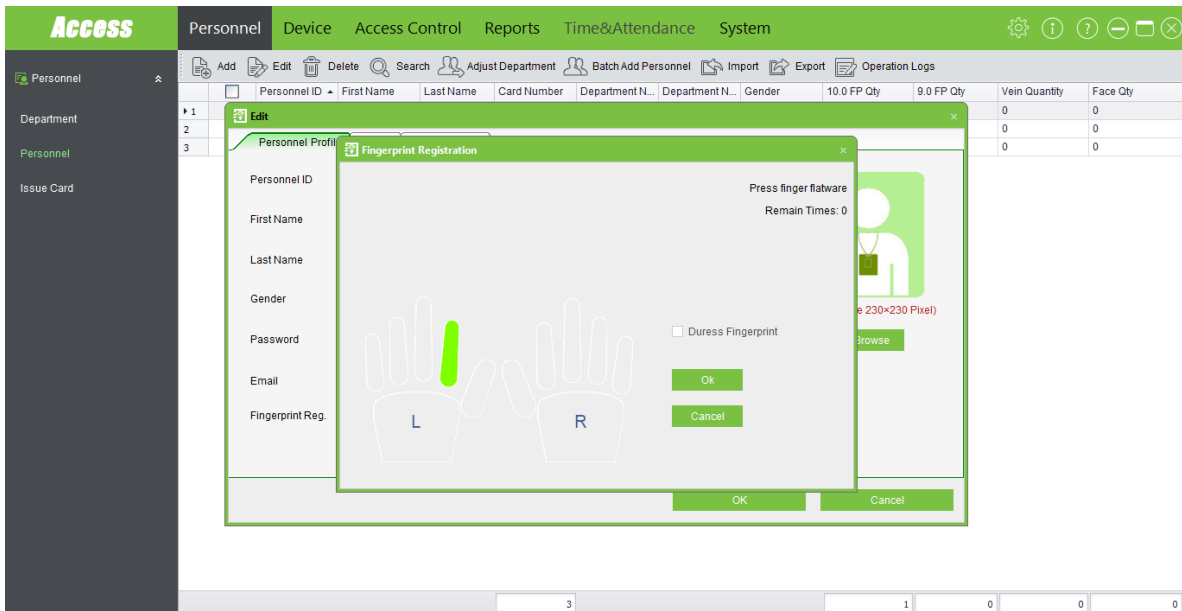 Access Personnel Device Access Control Reports Time&Attendance System
Add Edit Delete Search Adjust Department Batch Add Personnel Import Export Operation Logs
Personnel
Department
Personnel
Issue Card
Personnel ID First Name Last Name Card Number Department N... Department N... Gender 10.0 FP Qty 9.0 FP Qty Vein Quantity Face Qty
1 0 0
2 0 0
3 0 0
Edit
Personnel Profil
Personnel ID
First Name
Last Name
Gender
Password
Email
Fingerprint Reg.
e 230×230 Pixel)
Browse
OK Cancel
Fingerprint Registration
Press finger flatware
Remain Times: 0
Duress Fingerprint
Ok
Cancel
L R
3 1 0 0 0